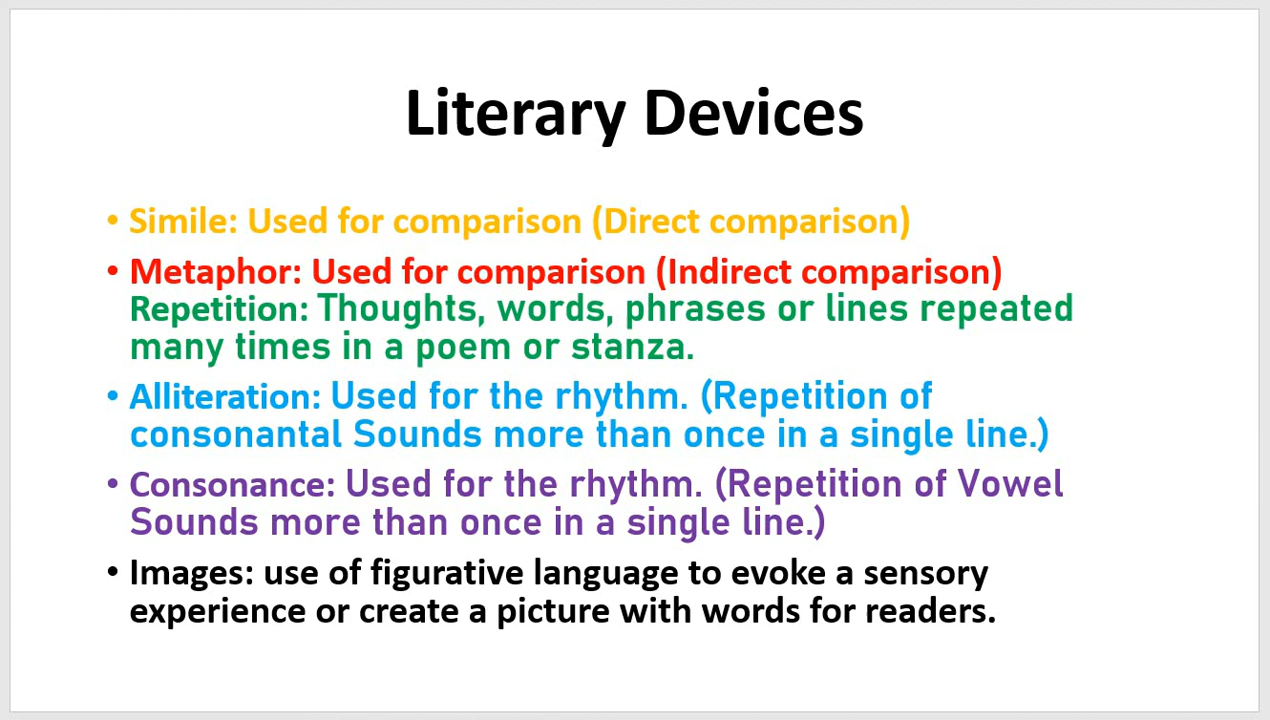 Literary Devices
• Simile: Used for comparison (Direct comparison)
• Metaphor: Used for comparison (Indirect comparison)
Repetition: Thoughts, words, phrases or lines repeated
many times in a poem or stanza.
• Alliteration: Used for the rhythm. (Repetition of
consonantal Sounds more than once in a single line.)
• Consonance: Used for the rhythm. (Repetition of Vowel
Sounds more than once in a single line.)
• Images: use of figurative language to evoke a sensory
experience or create a picture with words for readers.